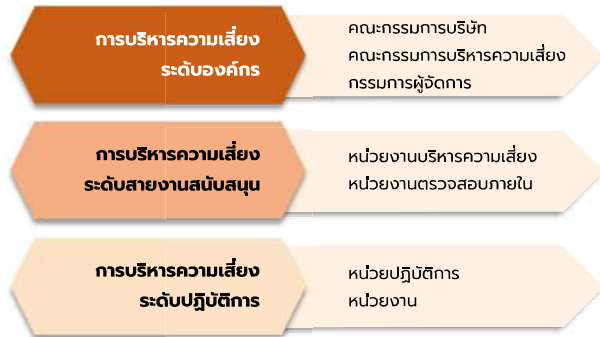 การบริหารความเสี่ยง
ระดับองค์กร
คณะกรรมการบริษัท
คณะกรรมการบริหารความเสี่ยง
กรรมการผู้จัดการ
การบริหารความเสี่ยง
ระดับสายงานสนับสนุน
หน่วยงานบริหารความเสี่ยง
หน่วยงานตรวจสอบภายใน
การบริหารความเสี่ยง
ระดับปฏิบัติการ
หน่วยปฏิบัติการ
หน่วยงาน